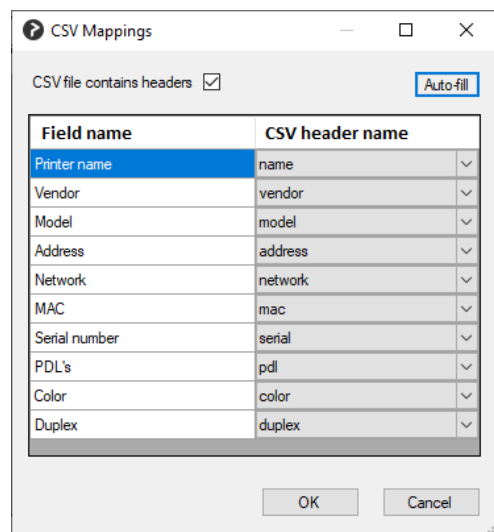 CSV Mappings
CSV file contains headers
Auto-fill
Field name CSV header name
Printer name name
Vendor vendor
Model model
Address address
Network network
MAC mac
Serial number serial
PDL's pdl
Color color
Duplex duplex
OK Cancel